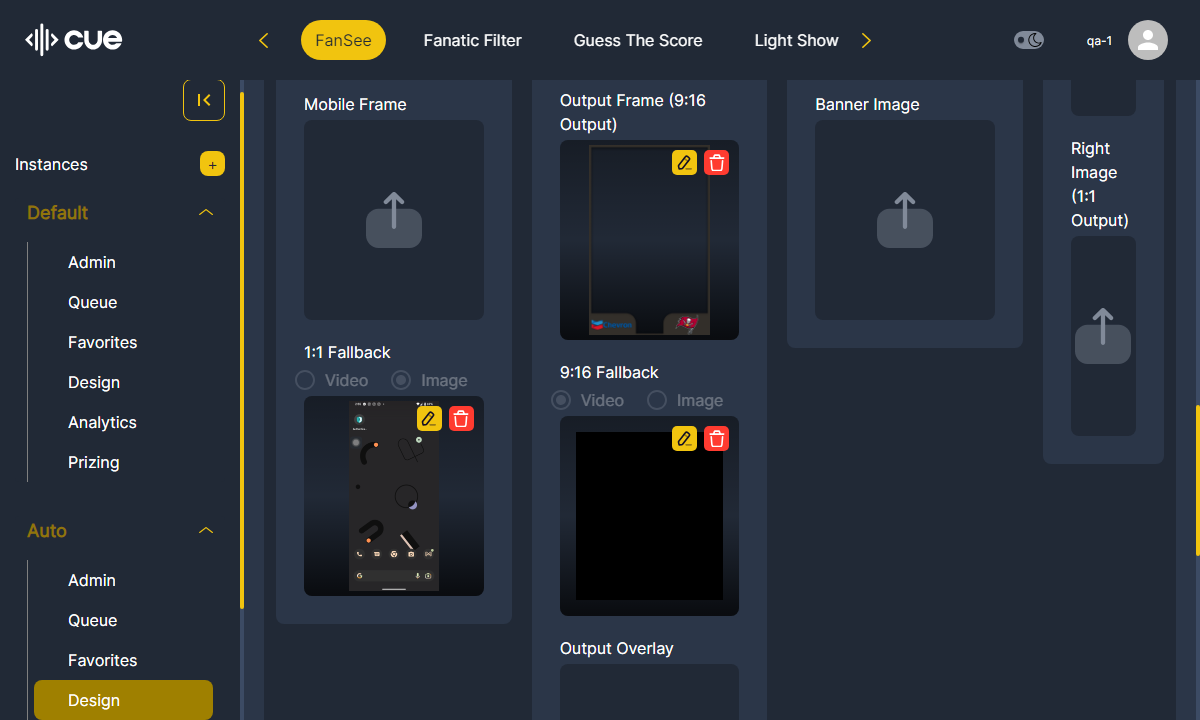 CUE
FanSee
Fanatic Filter
Guess The Score
Light Show
qa-1
Instances
+
Default
Admin
Queue
Favorites
Design
Analytics
Prizing
Auto
Admin
Queue
Favorites
Design
Mobile Frame
1:1 Fallback
Video
Image
Output Frame (9:16
Output)
9:16 Fallback
Video
Image
Output Overlay
Banner Image
Right
Image
(1:1
Output)